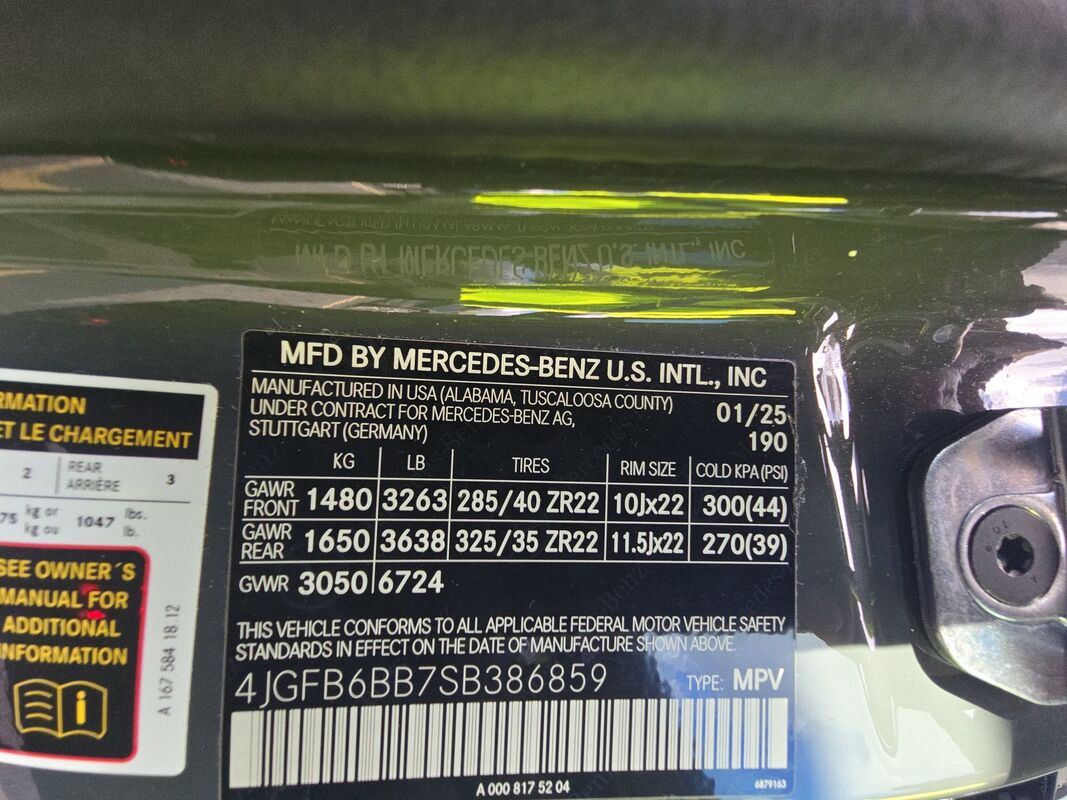 MFD BY MERCEDES-BENZ U.S. INTL., INC
MANUFACTURED IN USA (ALABAMA, TUSCALOOSA COUNTY)
UNDER CONTRACT FOR MERCEDES-BENZ AG,
STUTTGART (GERMANY)
01/25
190
KG LB TIRES RIM SIZE COLD KPA(PSI)
GAWR FRONT 1480 3263 285/40 ZR22 10Jx22 300(44)
GAWR REAR 1650 3638 325/35 ZR22 11.5Jx22 270(39)
GVWR 3050 6724
THIS VEHICLE CONFORMS TO ALL APPLICABLE FEDERAL MOTOR VEHICLE SAFETY
STANDARDS IN EFFECT ON THE DATE OF MANUFACTURE SHOWN ABOVE.
4JGFB6BB7SB386859 TYPE: MPV
A 000 817 52 04 6879163
RMATION
ET LE CHARGEMENT
2 REAR ARRIÈRE 3
75 kg or kg ou 1047 lbs. lb.
SEE OWNER´S
MANUAL FOR
ADDITIONAL
INFORMATION
A 167 584 18 12